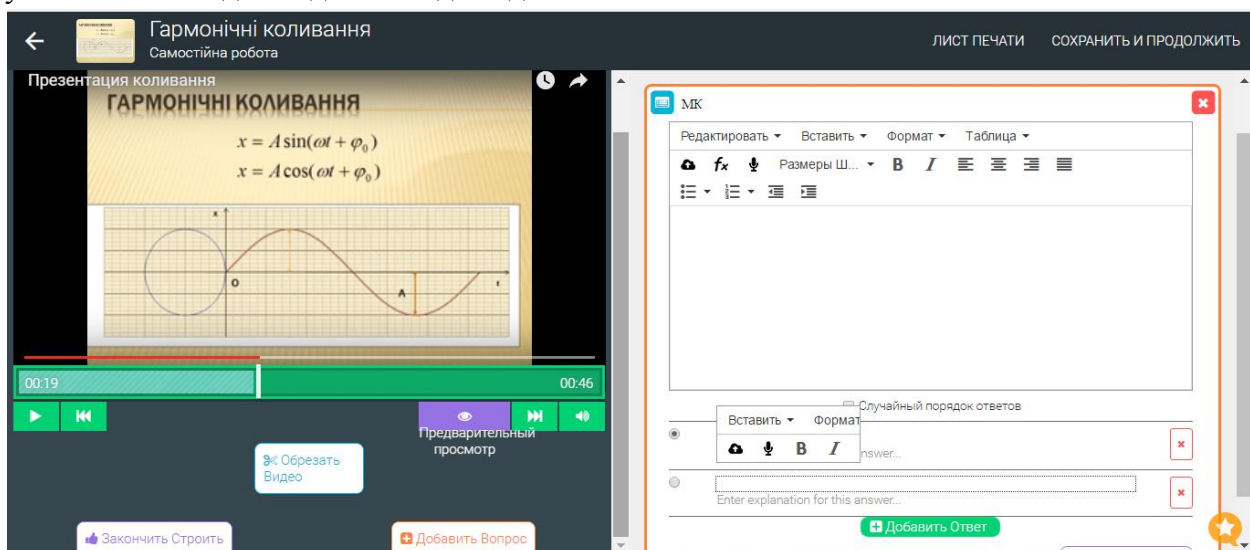 Гармонічні коливання
Самостійна робота
ЛИСТ ПЕЧАТИ
СОХРАНИТЬ И ПРОДОЛЖИТЬ
Презентация коливання
ГАРМОНІЧНІ КОЛИВАННЯ
x = A sin(ωt + φ₀)
x = A cos(ωt + φ₀)
x
O
A
t
00:19
00:46
Предварительный
просмотр
Обрезать
Видео
Закончить Строить
Добавить Вопрос
МК
Редактировать Вставить Формат Таблица
fx Размеры Ш... B I
Случайный порядок ответов
Вставить Формат
B I
nswer...
Enter explanation for this answer...
Добавить Ответ